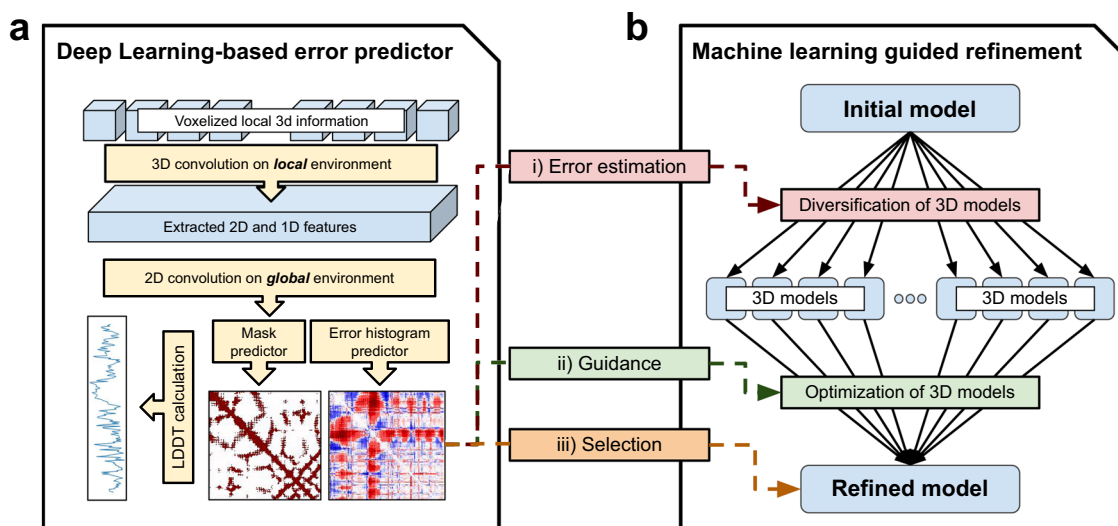 a
Deep Learning-based error predictor
Voxelized local 3d information
3D convolution on local environment
Extracted 2D and 1D features
2D convolution on global environment
Mask
predictor
Error histogram
predictor
LDDT calculation
i) Error estimation
ii) Guidance
iii) Selection
b
Machine learning guided refinement
Initial model
Diversification of 3D models
3D models
3D models
Optimization of 3D models
Refined model